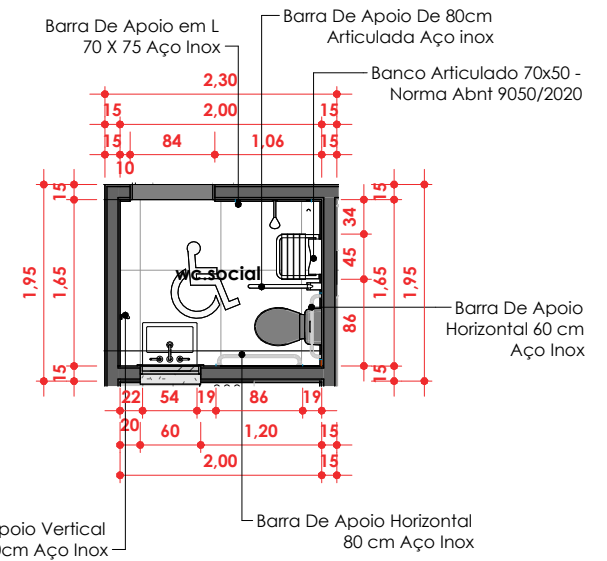 Barra De Apoio em L
70 X 75 Aço Inox
Barra De Apoio De 80cm
Articulada Aço inox
Banco Articulado 70x50 -
Norma Abnt 9050/2020
2,30
15 2,00 15
15 84 1,06 15
10
15 15
34
1,95 1,65 wc.social 45 1,65 1,95
86
Barra De Apoio
Horizontal 60 cm
Aço Inox
15 15
22 54 19 86 19
20 60 1,20 15
2,00 15
poio Vertical
0cm Aço Inox
Barra De Apoio Horizontal
80 cm Aço Inox